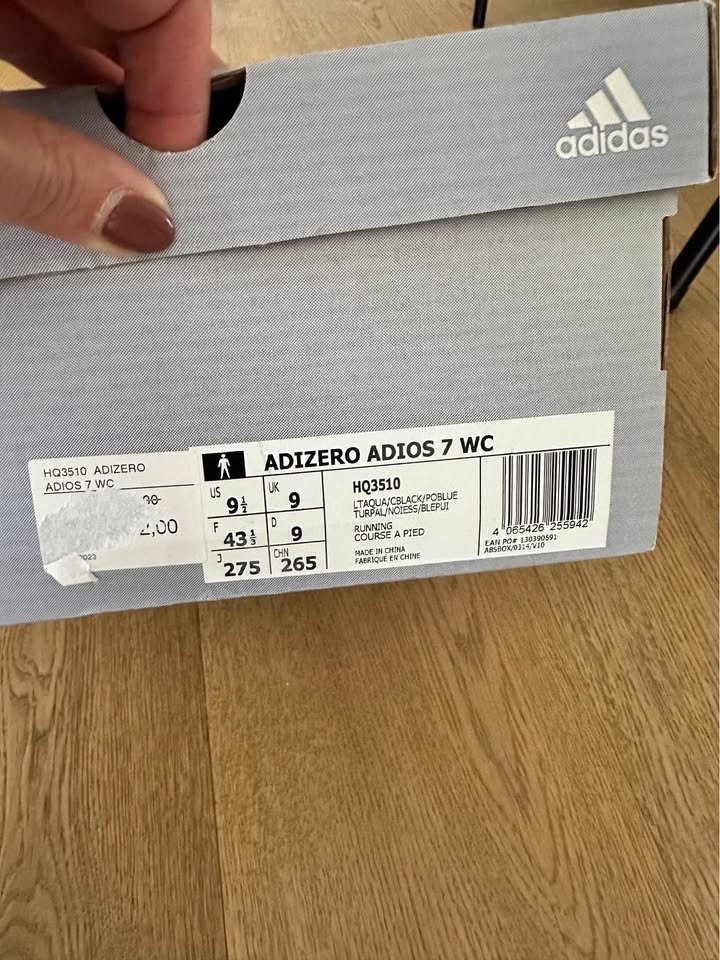 adidas
HQ3510 ADIZERO
ADIOS 7 WC
2,00
2023
ADIZERO ADIOS 7 WC
US 9½ UK 9
F 43⅓ D 9
J 275 CHN 265
HQ3510
LTAQUA/CBLACK/POBLUE
TURPAL/NOIESS/BLEPUI
RUNNING
COURSE A PIED
MADE IN CHINA
FABRIQUÉ EN CHINE
4 065426 255942
EAN PO# 130390591
ABSBOX/0314/V10